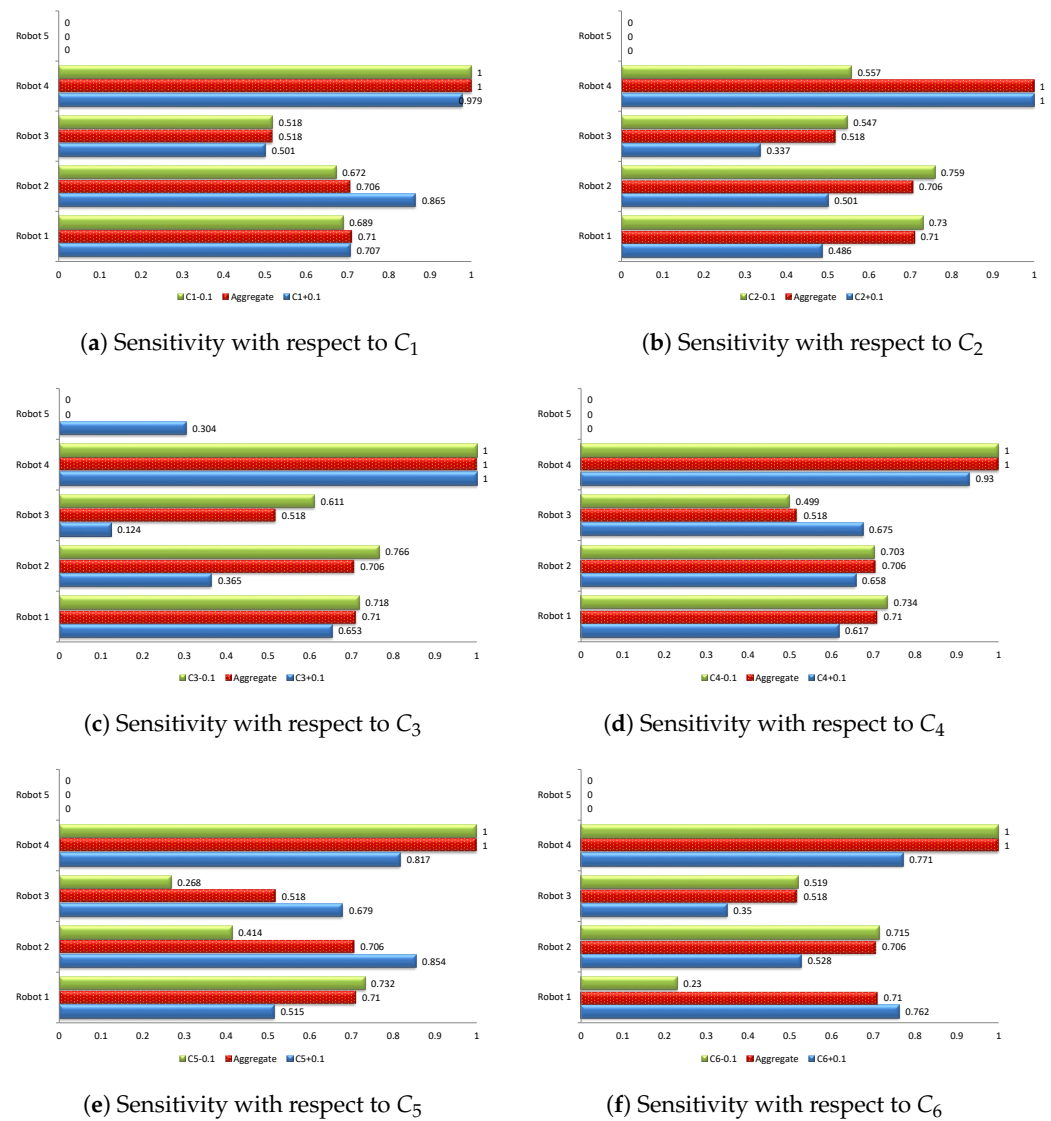 Robot 5
0
0
0
Robot 4
1
1
0.979
Robot 3
0.518
0.518
0.501
Robot 2
0.672
0.706
0.865
Robot 1
0.689
0.71
0.707
0 0.1 0.2 0.3 0.4 0.5 0.6 0.7 0.8 0.9 1
C1-0.1 Aggregate C1+0.1
(a) Sensitivity with respect to C1
Robot 5
0
0
0
Robot 4
0.557
1
1
Robot 3
0.547
0.518
0.337
Robot 2
0.759
0.706
0.501
Robot 1
0.73
0.71
0.486
0 0.1 0.2 0.3 0.4 0.5 0.6 0.7 0.8 0.9 1
C2-0.1 Aggregate C2+0.1
(b) Sensitivity with respect to C2
Robot 5
0
0
0.304
Robot 4
1
1
1
Robot 3
0.611
0.518
0.124
Robot 2
0.766
0.706
0.365
Robot 1
0.718
0.71
0.653
0 0.1 0.2 0.3 0.4 0.5 0.6 0.7 0.8 0.9 1
C3-0.1 Aggregate C3+0.1
(c) Sensitivity with respect to C3
Robot 5
0
0
0
Robot 4
1
1
0.93
Robot 3
0.499
0.518
0.675
Robot 2
0.703
0.706
0.658
Robot 1
0.734
0.71
0.617
0 0.1 0.2 0.3 0.4 0.5 0.6 0.7 0.8 0.9 1
C4-0.1 Aggregate C4+0.1
(d) Sensitivity with respect to C4
Robot 5
0
0
0
Robot 4
1
1
0.817
Robot 3
0.268
0.518
0.679
Robot 2
0.414
0.706
0.854
Robot 1
0.732
0.71
0.515
0 0.1 0.2 0.3 0.4 0.5 0.6 0.7 0.8 0.9 1
C5-0.1 Aggregate C5+0.1
(e) Sensitivity with respect to C5
Robot 5
0
0
0
Robot 4
1
1
0.771
Robot 3
0.519
0.518
0.35
Robot 2
0.715
0.706
0.528
Robot 1
0.23
0.71
0.762
0 0.1 0.2 0.3 0.4 0.5 0.6 0.7 0.8 0.9 1
C6-0.1 Aggregate C6+0.1
(f) Sensitivity with respect to C6